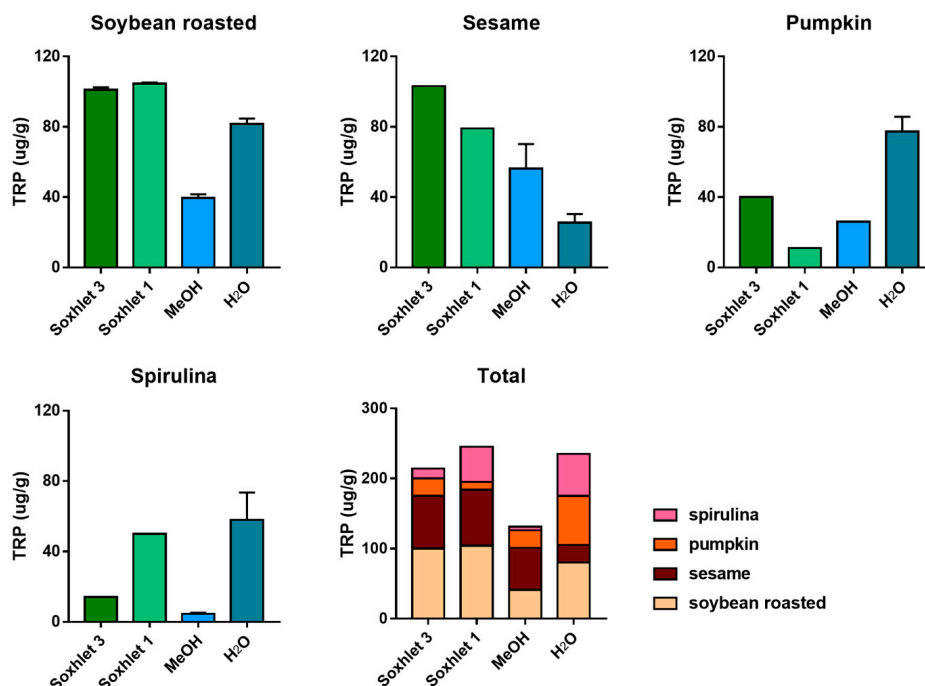 Soybean roasted
TRP (ug/g)
120
80
40
0
Soxhlet 3
Soxhlet 1
MeOH
H2O
Sesame
TRP (ug/g)
120
80
40
0
Soxhlet 3
Soxhlet 1
MeOH
H2O
Pumpkin
TRP (ug/g)
120
80
40
0
Soxhlet 3
Soxhlet 1
MeOH
H2O
Spirulina
TRP (ug/g)
120
80
40
0
Soxhlet 3
Soxhlet 1
MeOH
H2O
Total
TRP (ug/g)
300
200
100
0
Soxhlet 3
Soxhlet 1
MeOH
H2O
spirulina
pumpkin
sesame
soybean roasted